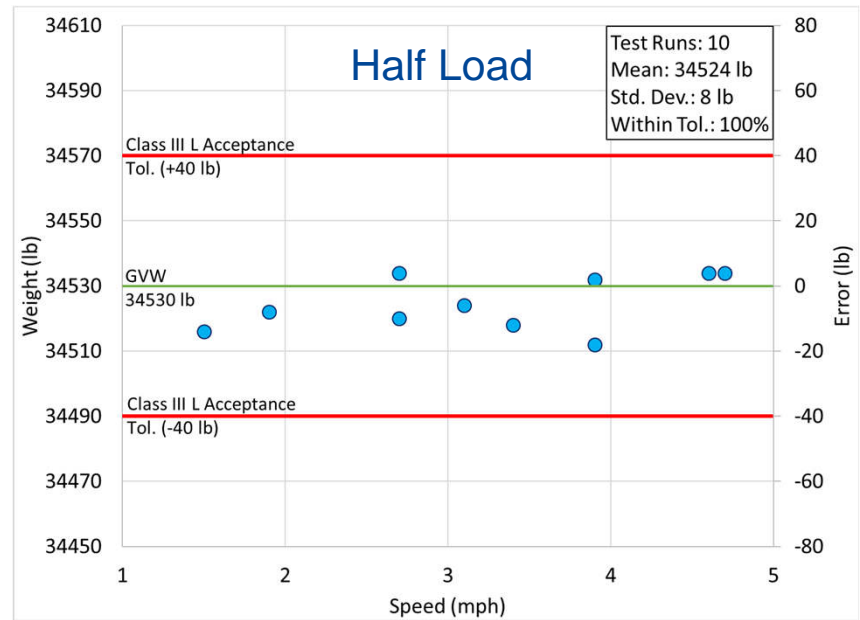 Half Load
Test Runs: 10
Mean: 34524 lb
Std. Dev.: 8 lb
Within Tol.: 100%
34610
34590
34570
34550
34530
34510
34490
34470
34450
Weight (lb)
Class III L Acceptance
Tol. (+40 lb)
GVW
34530 lb
Class III L Acceptance
Tol. (-40 lb)
80
60
40
20
0
-20
-40
-60
-80
Error (lb)
1 2 3 4 5
Speed (mph)